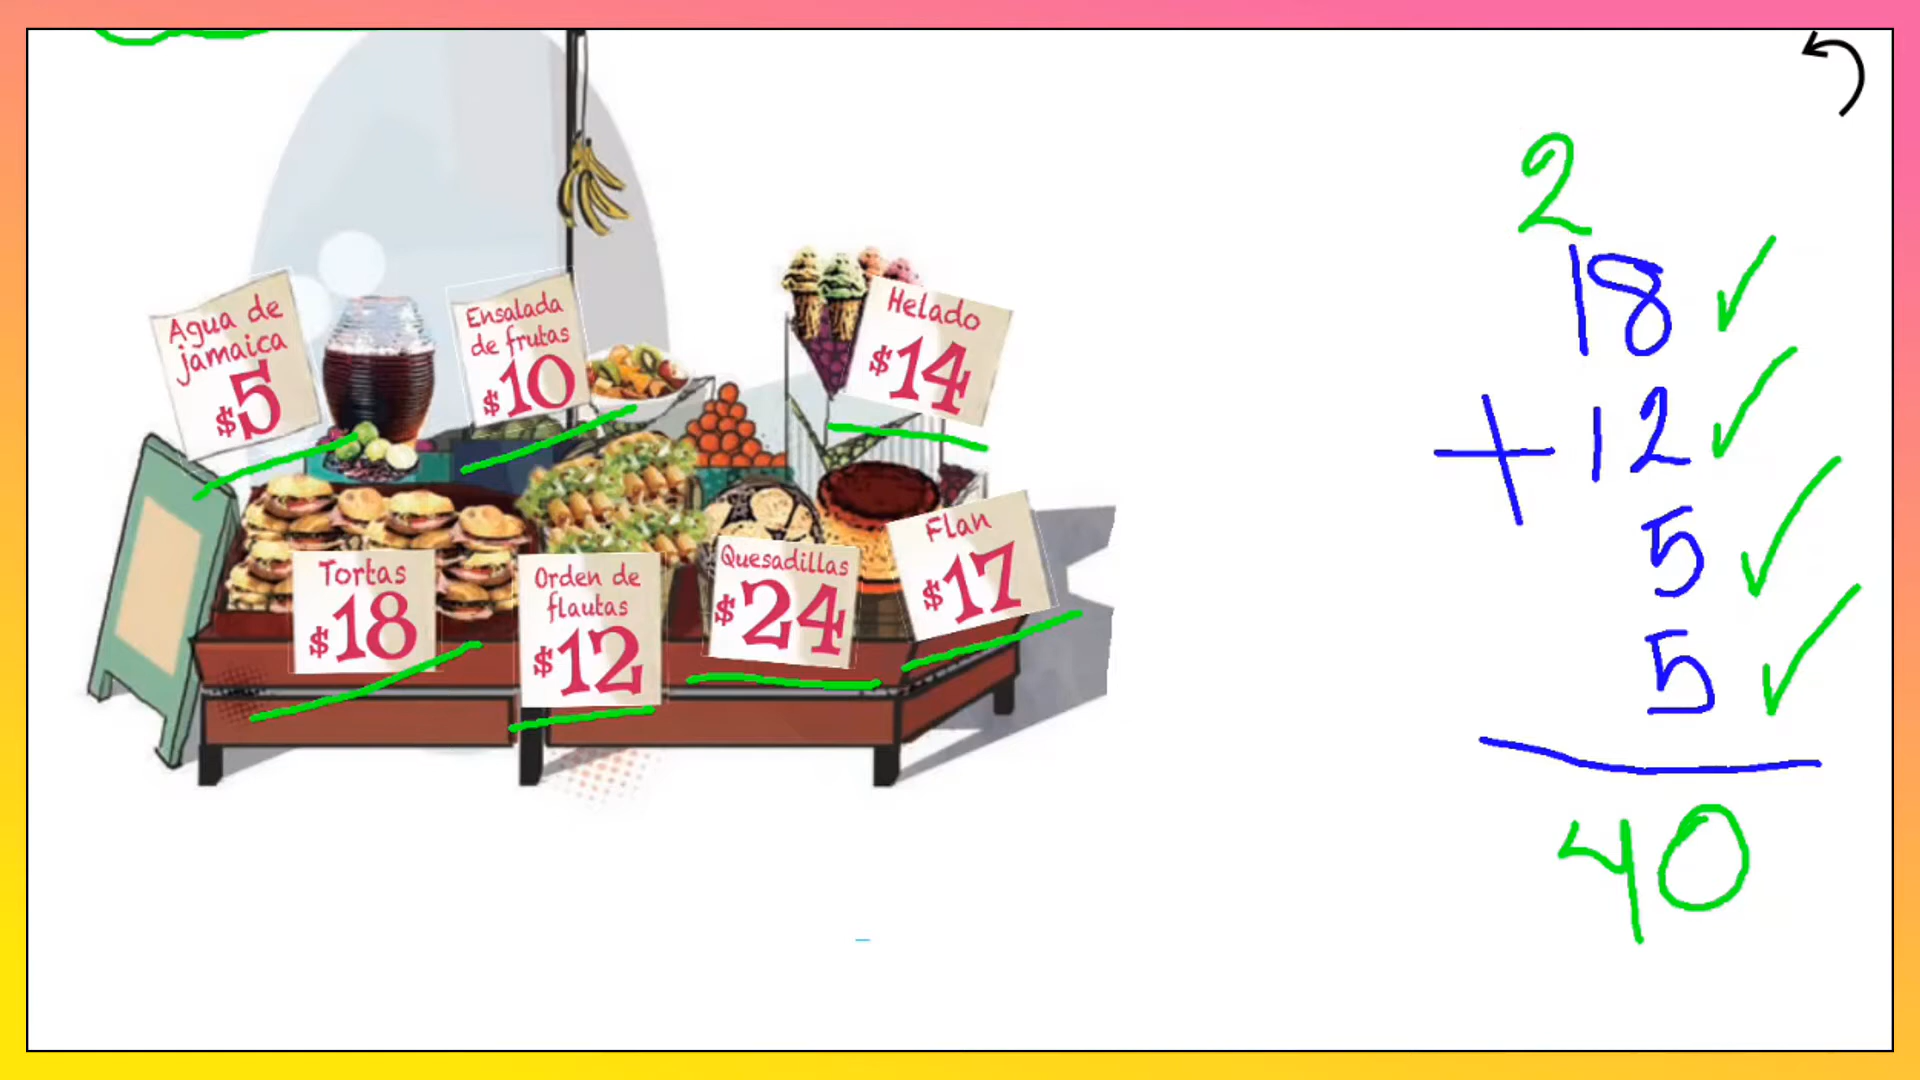 Agua de
jamaica
$5
Ensalada
de frutas
$10
Helado
$14
Tortas
$18
Orden de
flautas
$12
Quesadillas
$24
Flan
$17
2
18
+ 12
5
5
40